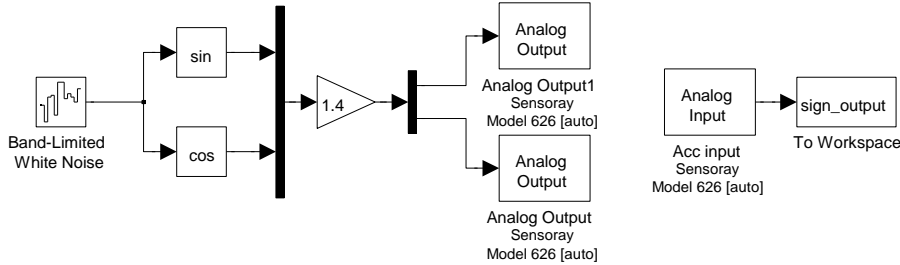 Band-Limited
White Noise
sin
cos
1.4
Analog
Output
Analog Output1
Sensoray
Model 626 [auto]
Analog
Output
Analog Output
Sensoray
Model 626 [auto]
Analog
Input
Acc input
Sensoray
Model 626 [auto]
sign_output
To Workspace